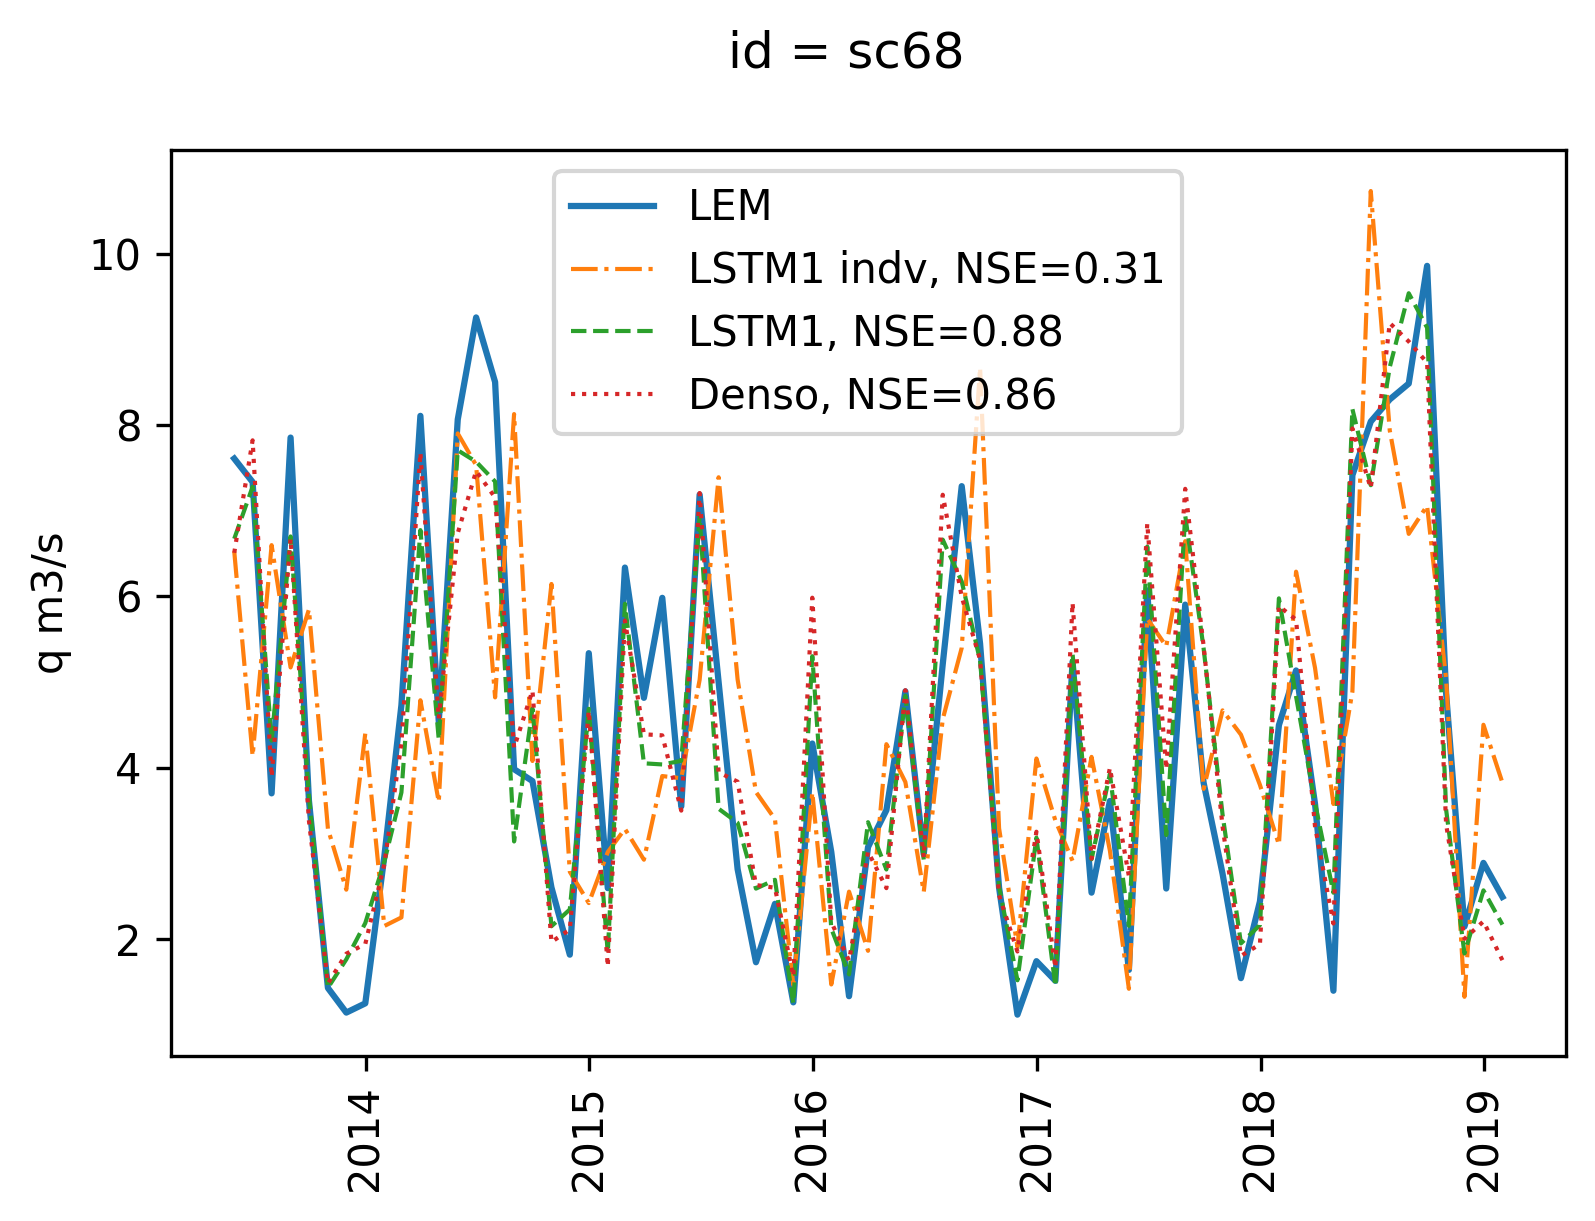 id = sc68
LEM
LSTM1 indv, NSE=0.31
LSTM1, NSE=0.88
Denso, NSE=0.86
q m3/s
10
8
6
4
2
2014
2015
2016
2017
2018
2019